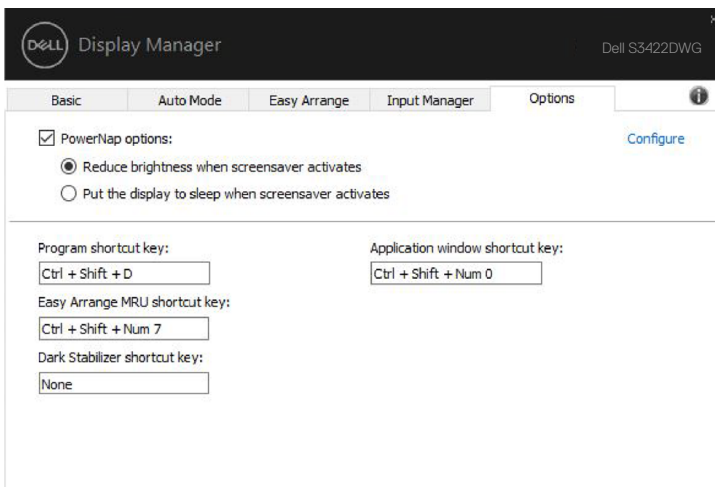 DELL Display Manager
Dell S3422DWG
Basic Auto Mode Easy Arrange Input Manager Options
PowerNap options: Configure
Reduce brightness when screensaver activates
Put the display to sleep when screensaver activates
Program shortcut key: Application window shortcut key:
Ctrl + Shift + D Ctrl + Shift + Num 0
Easy Arrange MRU shortcut key:
Ctrl + Shift + Num 7
Dark Stabilizer shortcut key:
None